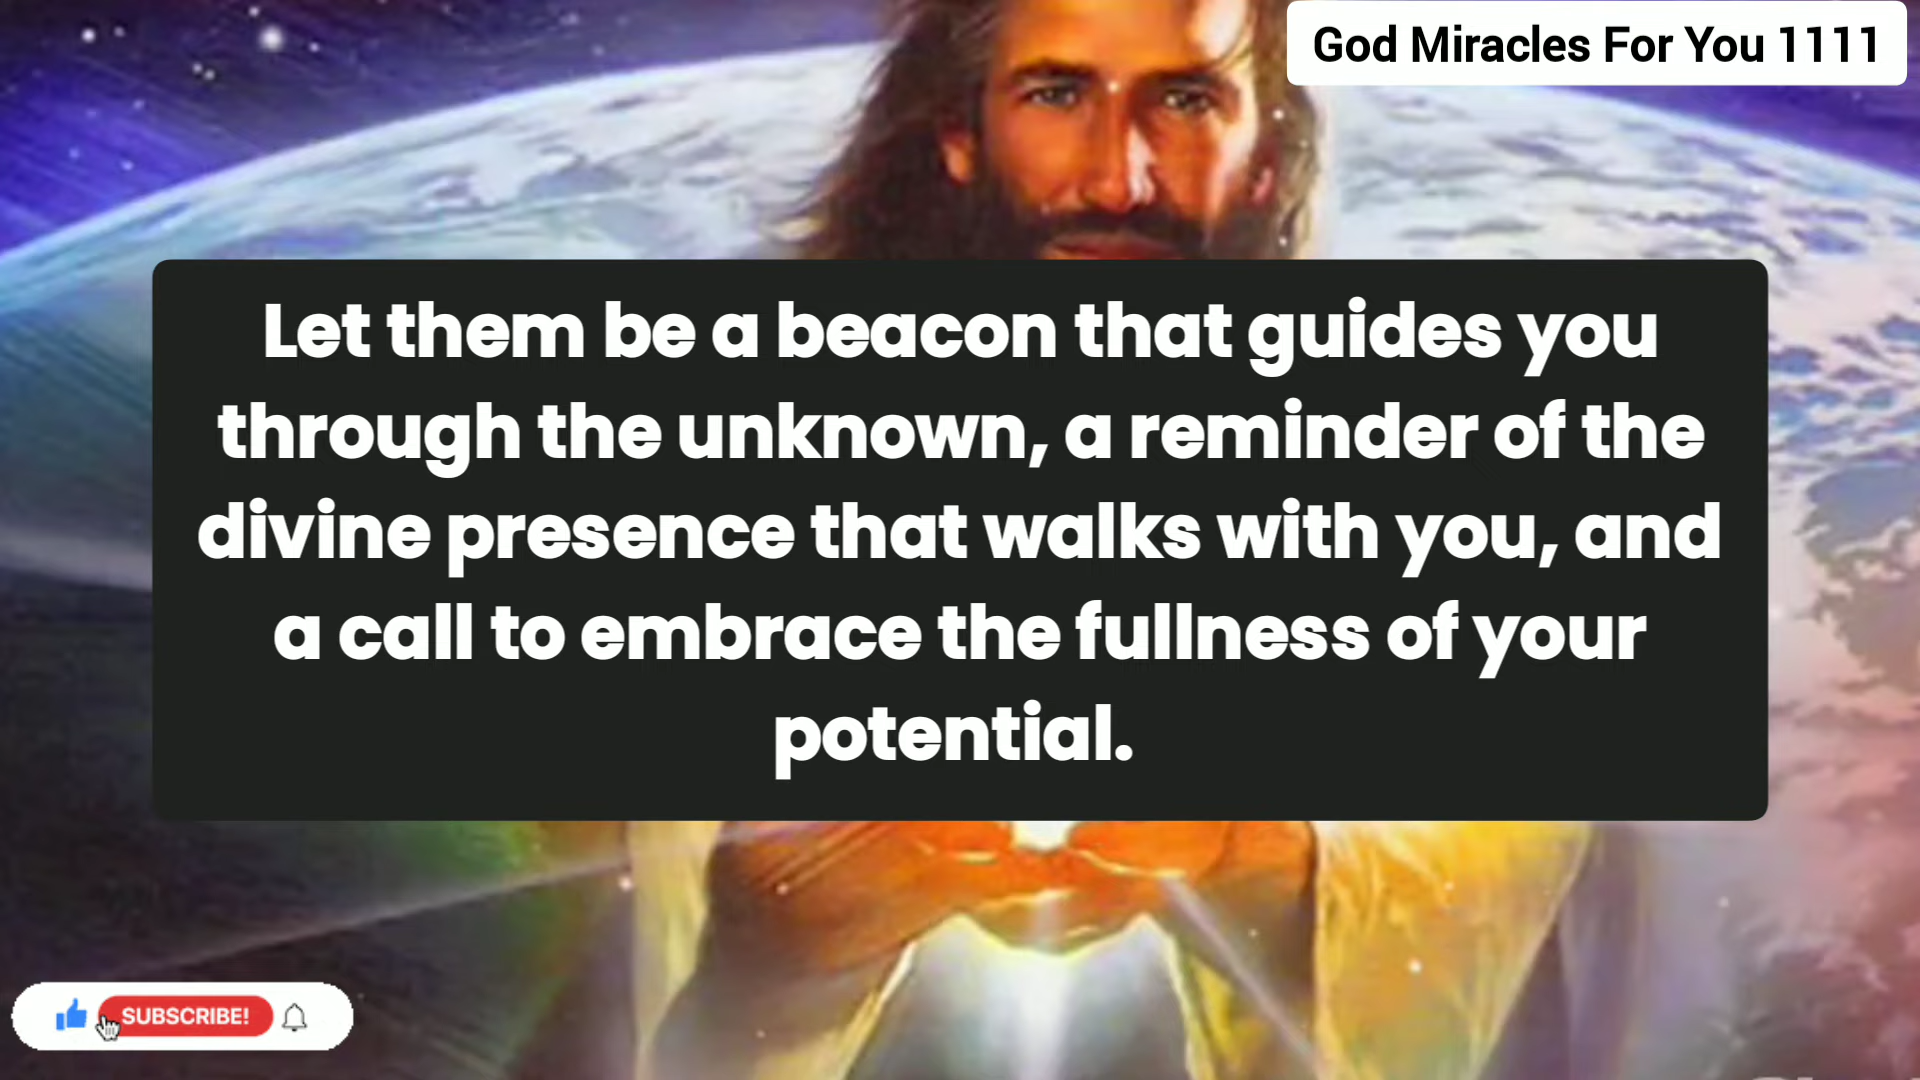 God Miracles For You 1111
Let them be a beacon that guides you
through the unknown, a reminder of the
divine presence that walks with you, and
a call to embrace the fullness of your
potential.
SUBSCRIBE!